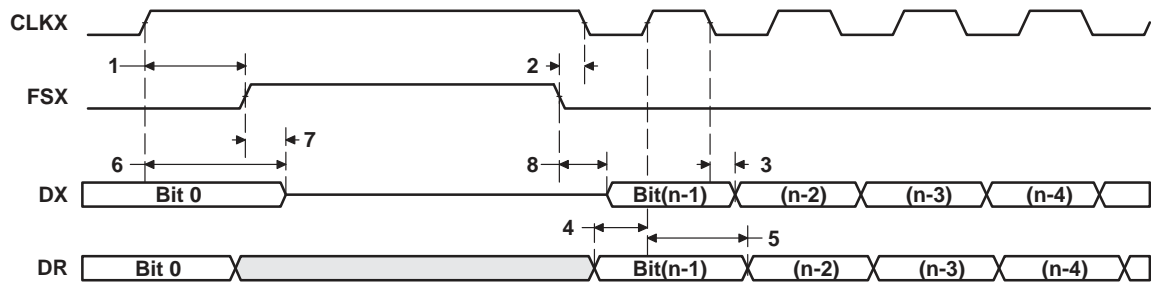 CLKX
1 2
FSX
7
6 8 3
DX Bit 0 Bit(n-1) (n-2) (n-3) (n-4)
4 5
DR Bit 0 Bit(n-1) (n-2) (n-3) (n-4)